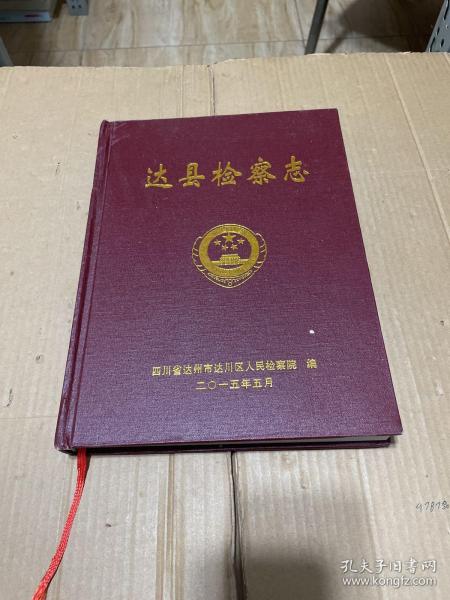 达县检察志
四川省达州市达川区人民检察院 编
二〇一五年五月
孔夫子旧书网
www.kongfz.com